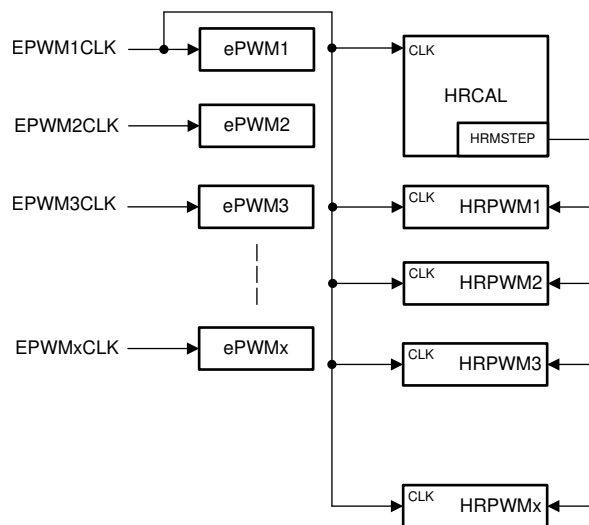 EPWM1CLK
ePWM1
CLK
HRCAL
HRMSTEP
EPWM2CLK
ePWM2
EPWM3CLK
ePWM3
CLK
HRPWM1
CLK
HRPWM2
EPWMxCLK
ePWMx
CLK
HRPWM3
CLK
HRPWMx